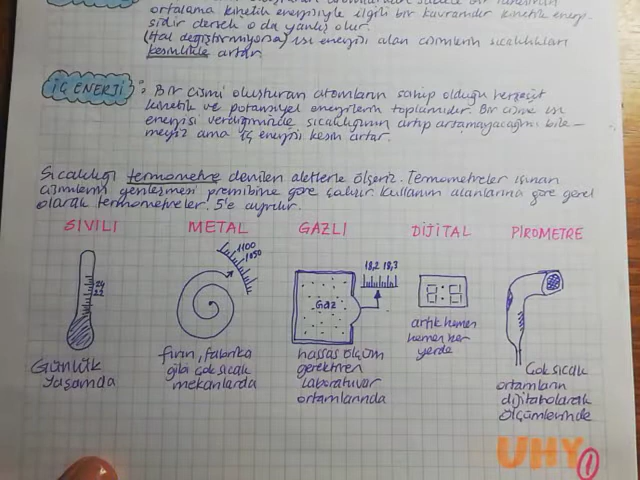 ortalama kinetik enerjisiyle ilgili bir kavramdır kinetik enerji-
sidir dersek o da yanlış olur.
(Hal değiştirmiyorsa) ısı enerjisi alan cisimlerin sıcaklıkları
kesinlikle artar.
İÇ ENERJİ : Bir cismi oluşturan atomların sahip olduğu her çeşit
kinetik ve potansiyel enerjilerin toplamıdır. Bir cisme ısı
enerjisi verdiğimizde sıcaklığının artıp artamayacağını bile-
meyiz ama iç enerjisi kesin artar.
Sıcaklığı termometre denilen aletlerle ölçeriz. Termometreler ısınan
cisimlerin genleşmesi prensibine göre çalışır. Kullanım alanlarına göre genel
olarak termometreler. 5'e ayrılır.
SIVILI METAL GAZLI DİJİTAL PİROMETRE
1100
1050
18,2 18,3
24
22
Gaz
8:8
Günlük
yaşamda
fırın, fabrika
gibi çok sıcak
mekanlarda
hassas ölçüm
gerektiren
laboratuvar
ortamlarında
artık hemen
hemen her
yerde
Çok sıcak
ortamların
dijital olarak
ölçümlerinde
UHY 1